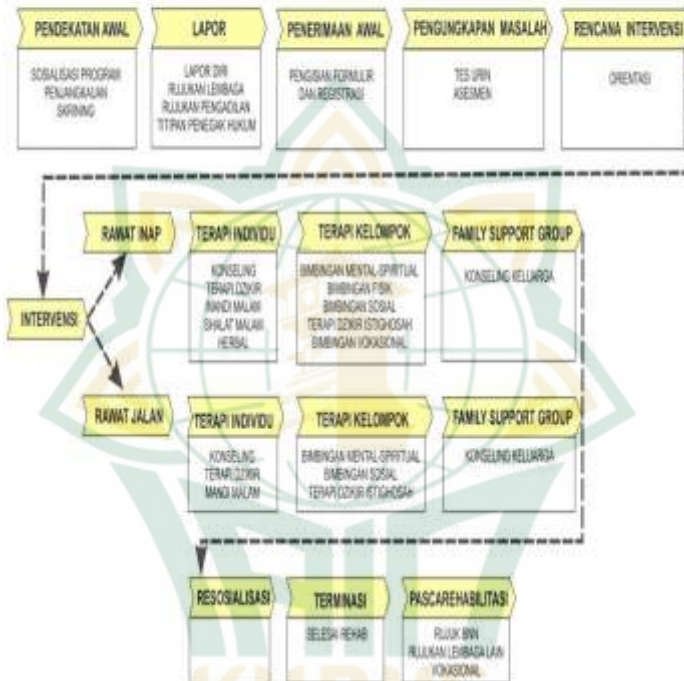 PENDEKATAN AWAL
SOSIALISASI PROGRAM
PENJANGKALAN
SKRINING
LAPOR
LAPOR DIRI
RUJUKAN LEMBAGA
RUJUKAN PENGADILAN
TITIPAN PENEGAK HUKUM
PENERIMAAN AWAL
PENGISIAN FORMULIR
DAN REGISTRASI
PENGUNGKAPAN MASALAH
TES URIN
ASESMEN
RENCANA INTERVENSI
ORIENTASI
INTERVENSI
RAWAT INAP
TERAPI INDIVIDU
KONSELING
TERAPI DZIKIR
MANDI MALAM
SHALAT MALAM
HERBAL
TERAPI KELOMPOK
BIMBINGAN MENTAL-SPIRITUAL
BIMBINGAN FISIK
BIMBINGAN SOSIAL
TERAPI DZIKIR ISTIGHOSAH
BIMBINGAN VOKASIONAL
FAMILY SUPPORT GROUP
KONSELING KELUARGA
RAWAT JALAN
TERAPI INDIVIDU
KONSELING
TERAPI DZIKIR
MANDI MALAM
TERAPI KELOMPOK
BIMBINGAN MENTAL-SPIRITUAL
BIMBINGAN SOSIAL
TERAPI DZIKIR ISTIGHOSAH
FAMILY SUPPORT GROUP
KONSELING KELUARGA
RESOSIALISASI
TERMINASI
SELESAI REHAB
PASCAREHABILITASI
RUJUK BNN
RUJUKAN LEMBAGA LAIN
VOKASIONAL